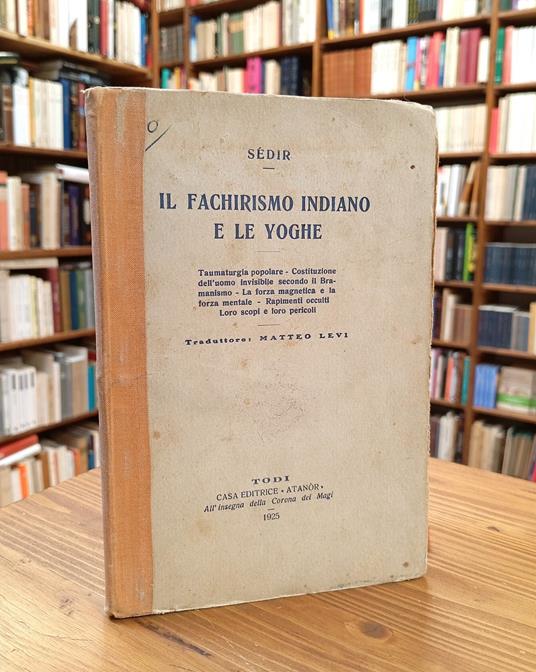 SÉDIR
IL FACHIRISMO INDIANO
E LE YOGHE
Taumaturgia popolare - Costituzione
dell'uomo invisibile secondo il Bra-
manismo - La forza magnetica e la
forza mentale - Rapimenti occulti
Loro scopi e loro pericoli
Traduttore: MATTEO LEVI
TODI
CASA EDITRICE « ATANÒR »
All'insegna della Corona dei Magi
1925